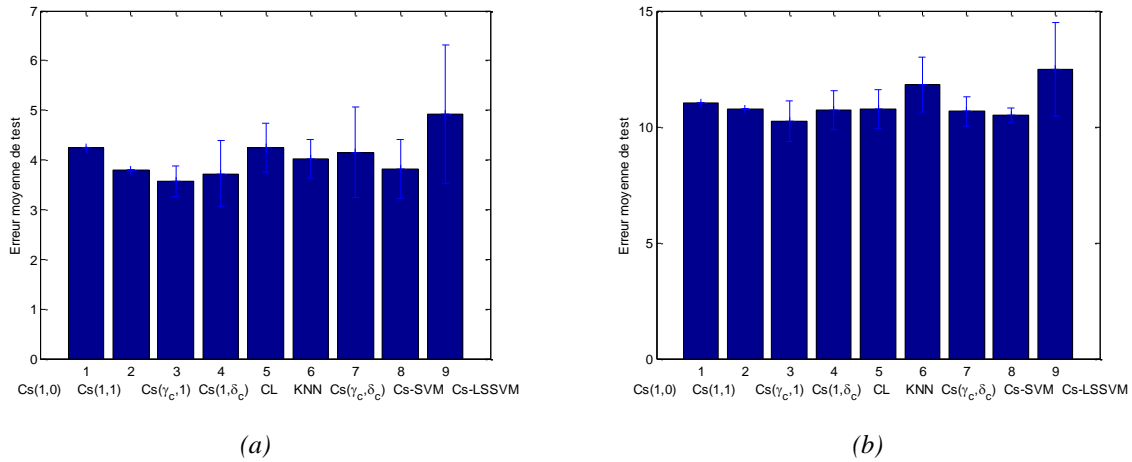 7
6
5
4
3
2
1
0
Erreur moyenne de test
1 2 3 4 5 6 7 8 9
Cs(1,0) Cs(1,1) Cs(γc,1) Cs(1,δc) CL KNN Cs(γc,δc) Cs-SVM Cs-LSSVM
(a)
15
10
5
0
Erreur moyenne de test
1 2 3 4 5 6 7 8 9
Cs(1,0) Cs(1,1) Cs(γc,1) Cs(1,δc) CL KNN Cs(γc,δc) Cs-SVM Cs-LSSVM
(b)